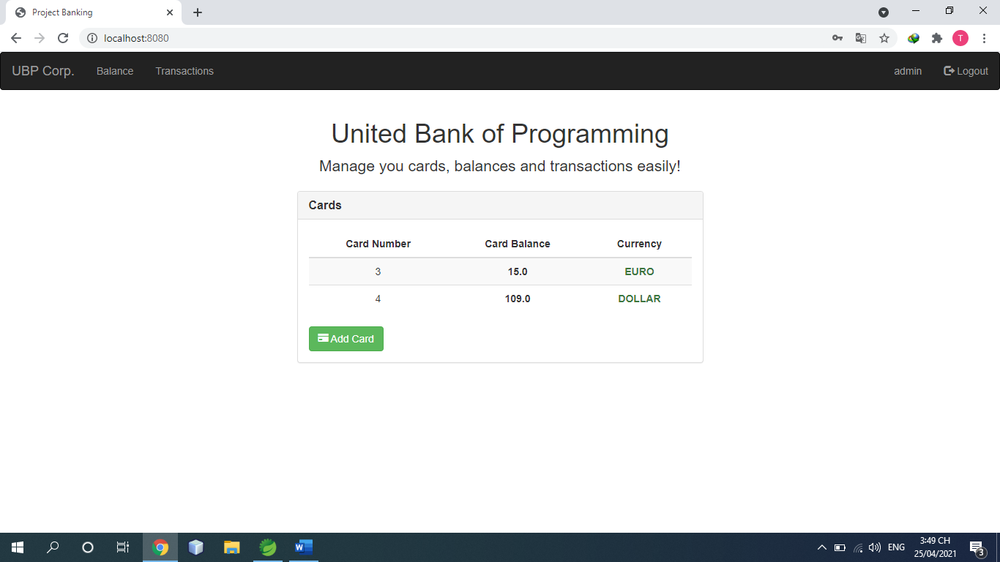 Project Banking
localhost:8080
T
UBP Corp. Balance Transactions admin Logout
United Bank of Programming
Manage you cards, balances and transactions easily!
Cards
Card Number Card Balance Currency
3 15.0 EURO
4 109.0 DOLLAR
Add Card
W
ENG
3:49 CH
25/04/2021
3